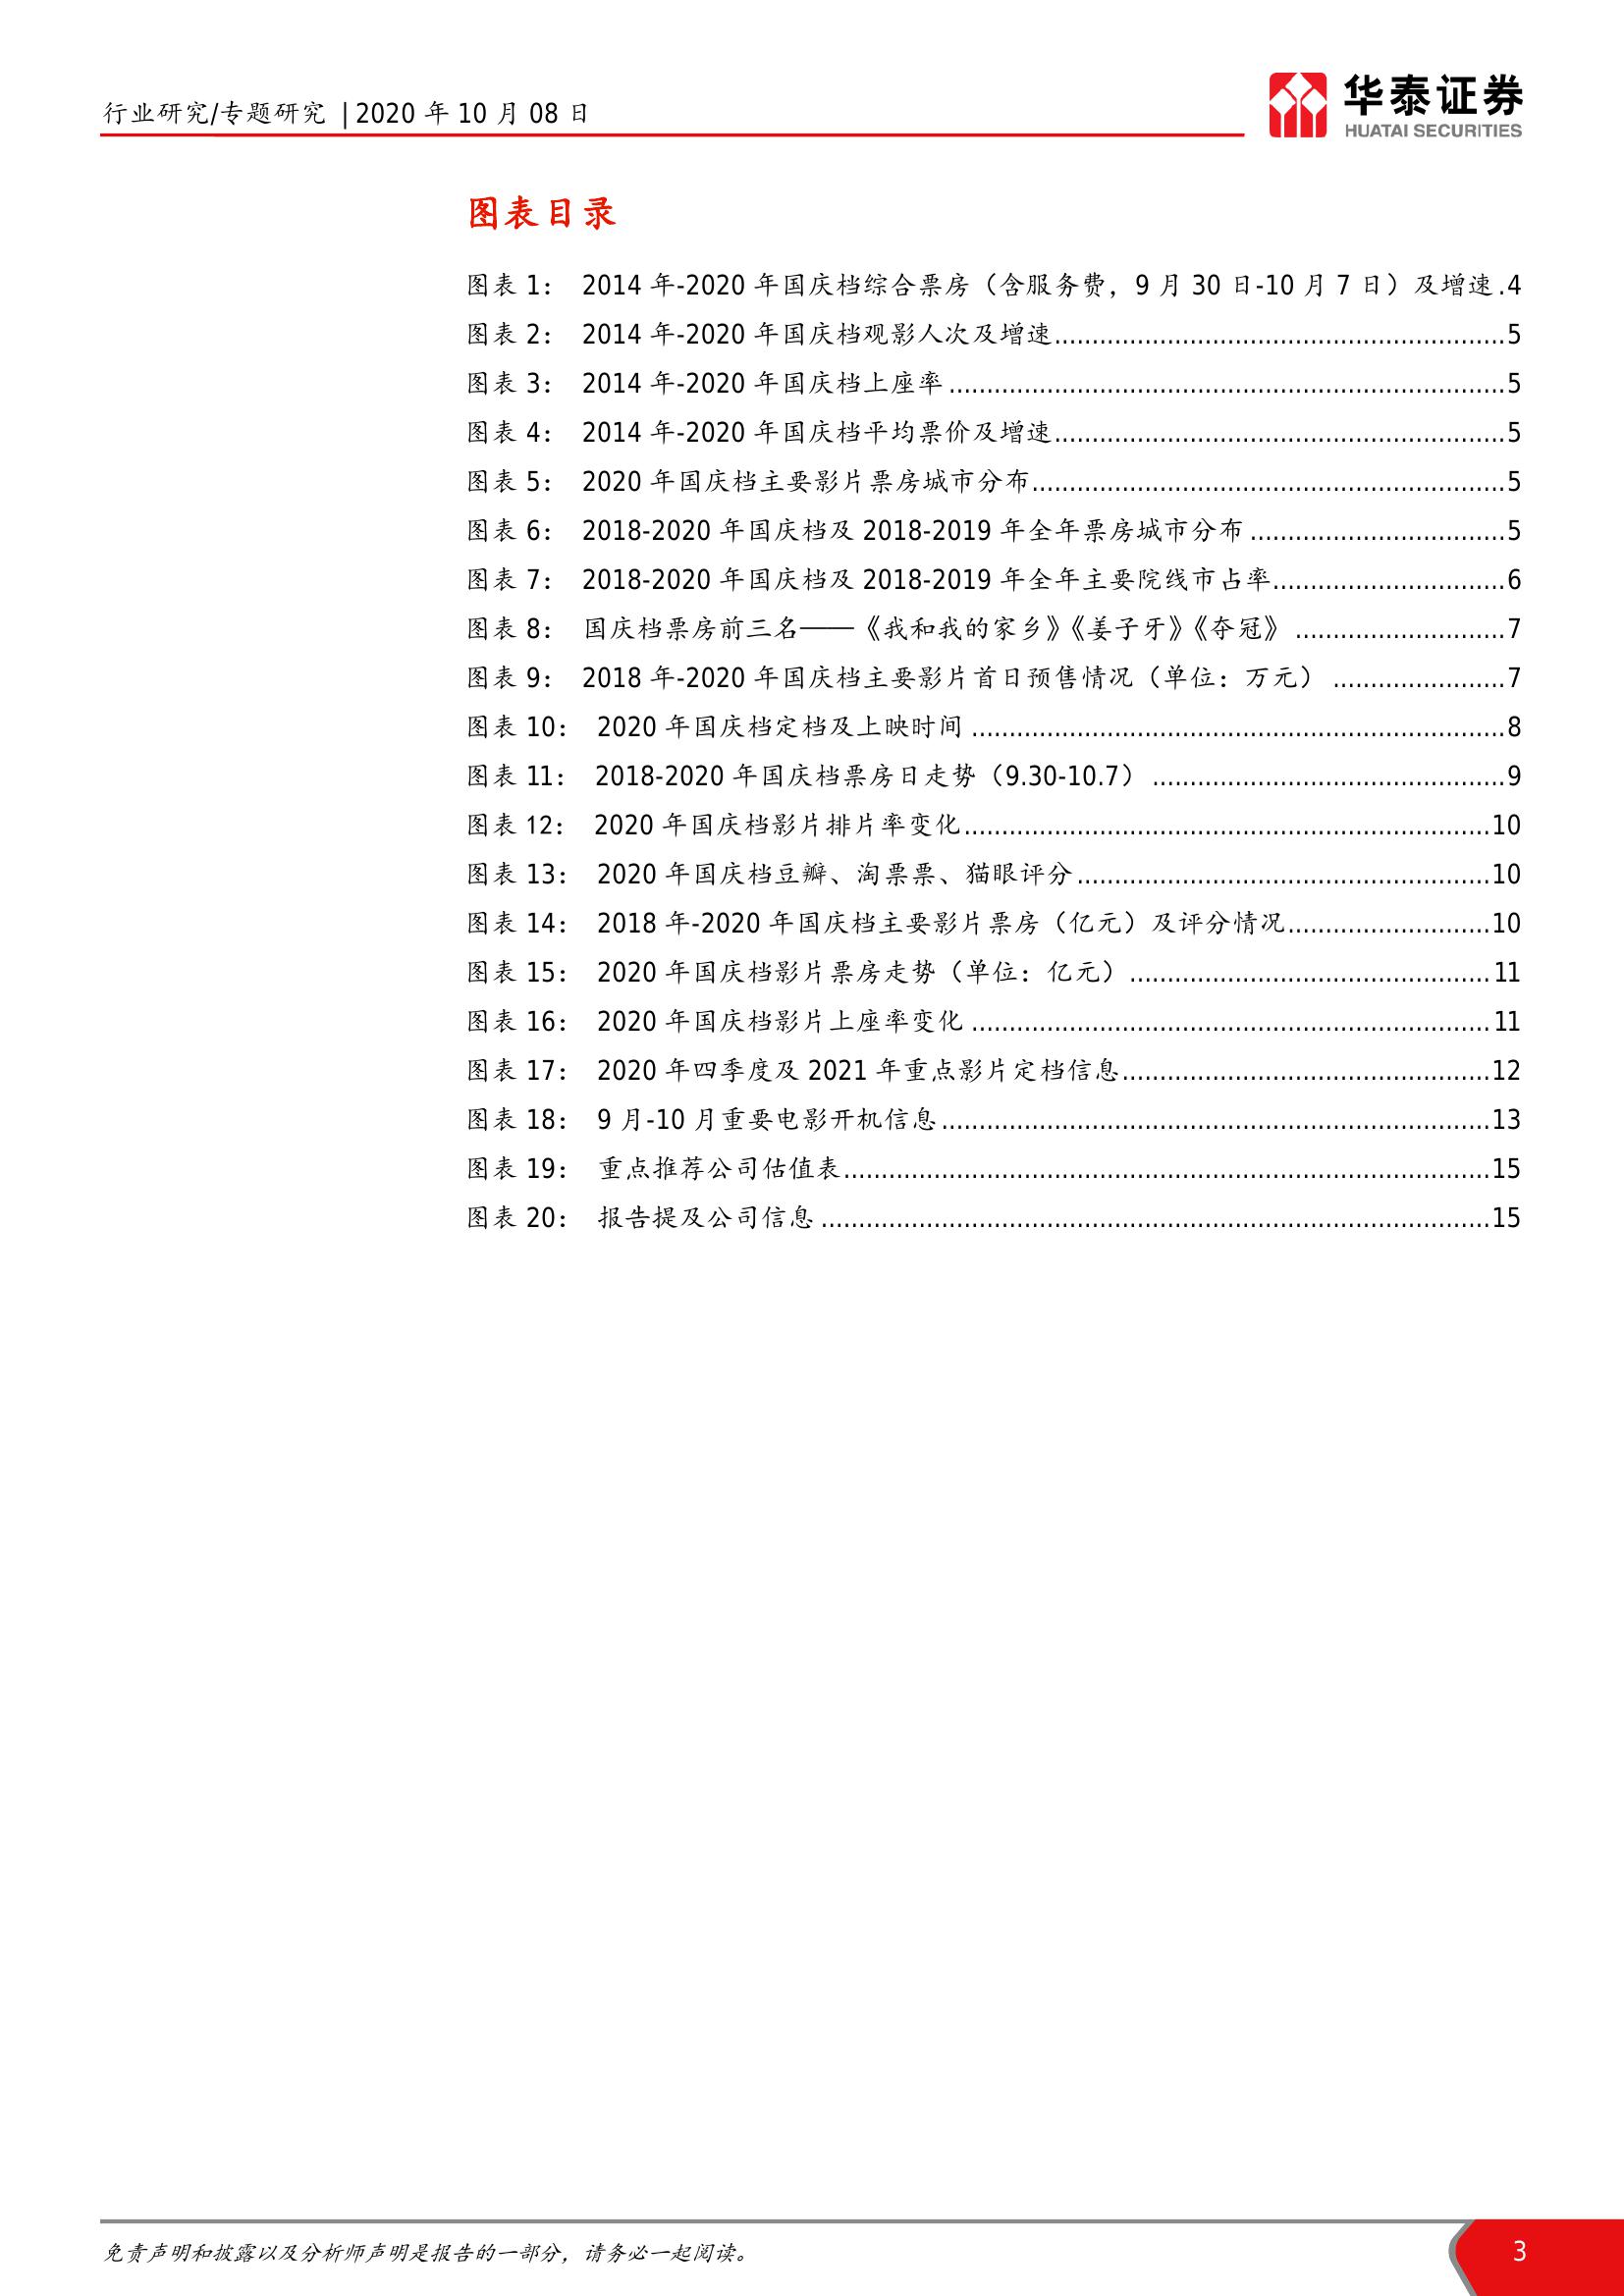 行业研究/专题研究 | 2020 年 10 月 08 日
华泰证券
HUATAI SECURITIES
图表目录
图表 1： 2014 年-2020 年国庆档综合票房（含服务费，9 月 30 日-10 月 7 日）及增速.4
图表 2： 2014 年-2020 年国庆档观影人次及增速............................................................5
图表 3： 2014 年-2020 年国庆档上座率..........................................................................5
图表 4： 2014 年-2020 年国庆档平均票价及增速............................................................5
图表 5： 2020 年国庆档主要影片票房城市分布...............................................................5
图表 6： 2018-2020 年国庆档及 2018-2019 年全年票房城市分布..................................5
图表 7： 2018-2020 年国庆档及 2018-2019 年全年主要院线市占率...............................6
图表 8： 国庆档票房前三名——《我和我的家乡》《姜子牙》《夺冠》............................7
图表 9： 2018 年-2020 年国庆档主要影片首日预售情况（单位：万元）.......................7
图表 10： 2020 年国庆档定档及上映时间.......................................................................8
图表 11： 2018-2020 年国庆档票房日走势（9.30-10.7）...............................................9
图表 12： 2020 年国庆档影片排片率变化......................................................................10
图表 13： 2020 年国庆档豆瓣、淘票票、猫眼评分.......................................................10
图表 14： 2018 年-2020 年国庆档主要影片票房（亿元）及评分情况...........................10
图表 15： 2020 年国庆档影片票房走势（单位：亿元）................................................11
图表 16： 2020 年国庆档影片上座率变化.....................................................................11
图表 17： 2020 年四季度及 2021 年重点影片定档信息.................................................12
图表 18： 9 月-10 月重要电影开机信息.........................................................................13
图表 19： 重点推荐公司估值表......................................................................................15
图表 20： 报告提及公司信息.........................................................................................15
免责声明和披露以及分析师声明是报告的一部分，请务必一起阅读。
3